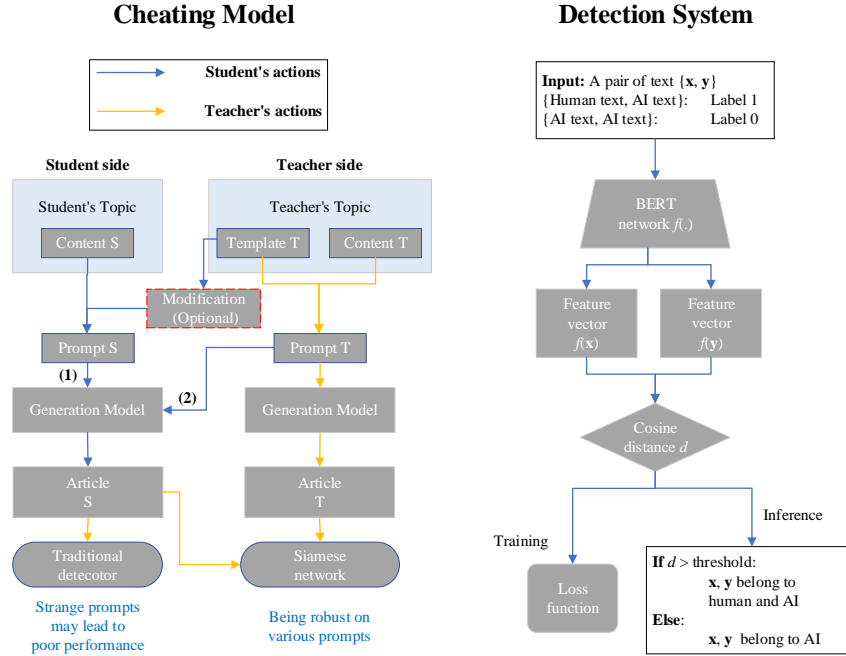 Cheating Model
Student's actions
Teacher's actions
Student side
Teacher side
Student's Topic
Teacher's Topic
Content S
Template T
Content T
Modification
(Optional)
Prompt S
Prompt T
(1)
(2)
Generation Model
Generation Model
Article
S
Article
T
Traditional
detecotor
Siamese
network
Strange prompts
may lead to
poor performance
Being robust on
various prompts
Detection System
Input: A pair of text {x, y}
{Human text, AI text}: Label 1
{AI text, AI text}: Label 0
BERT
network f(.)
Feature
vector
f(x)
Feature
vector
f(y)
Cosine
distance d
Training
Inference
Loss
function
If d > threshold:
x, y belong to
human and AI
Else:
x, y belong to AI